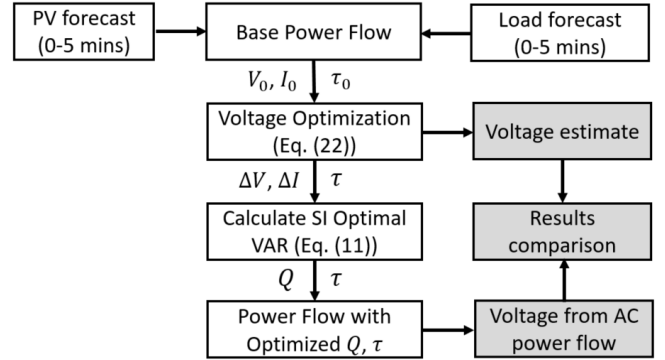 PV forecast
(0-5 mins)
Base Power Flow
Load forecast
(0-5 mins)
V₀, I₀ τ₀
Voltage Optimization
(Eq. (22))
Voltage estimate
ΔV, ΔI τ
Calculate SI Optimal
VAR (Eq. (11))
Results
comparison
Q τ
Power Flow with
Optimized Q, τ
Voltage from AC
power flow